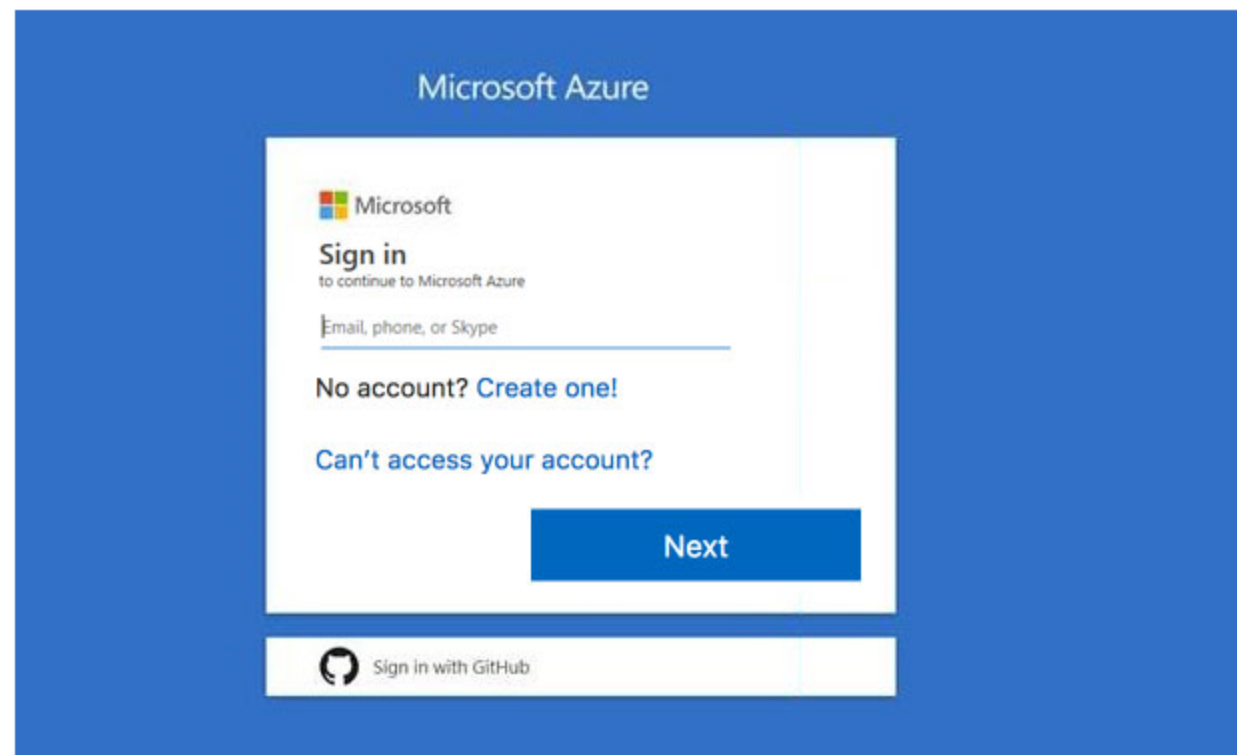 Microsoft Azure
Microsoft
Sign in
to continue to Microsoft Azure
Email, phone, or Skype
No account? Create one!
Can’t access your account?
Next
Sign in with GitHub